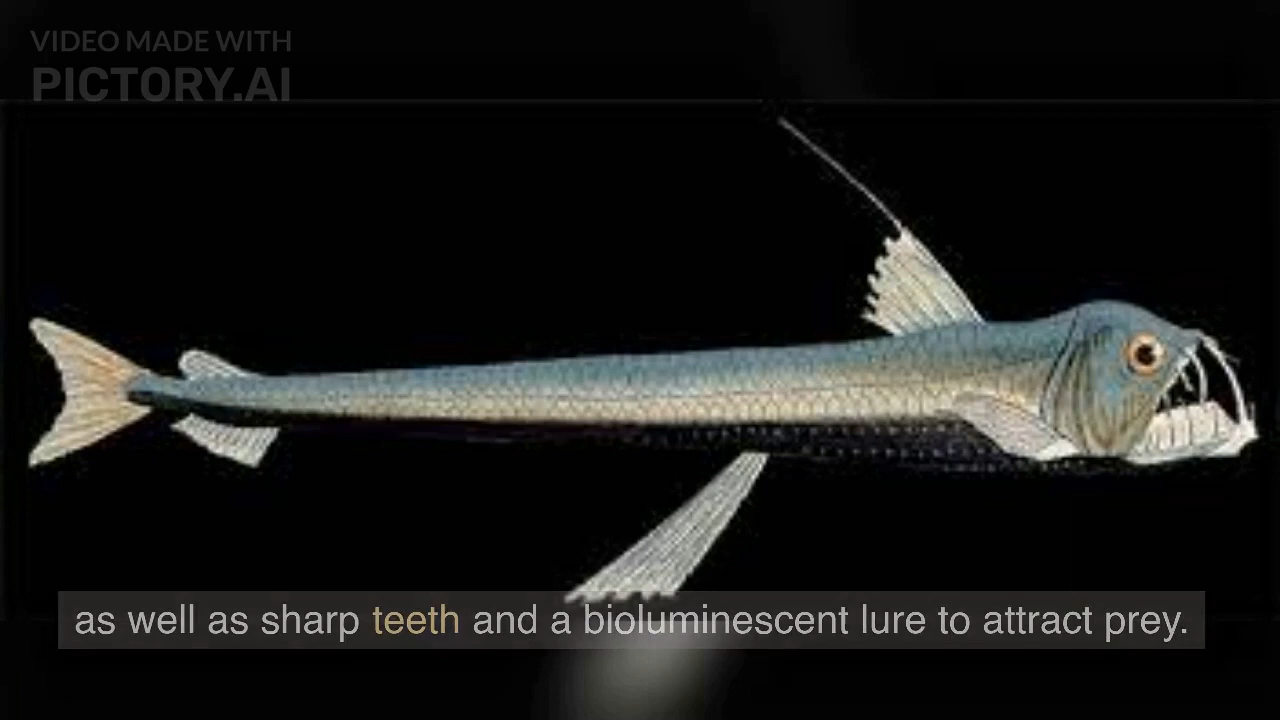 VIDEO MADE WITH
PICTORY.AI
as well as sharp teeth and a bioluminescent lure to attract prey.